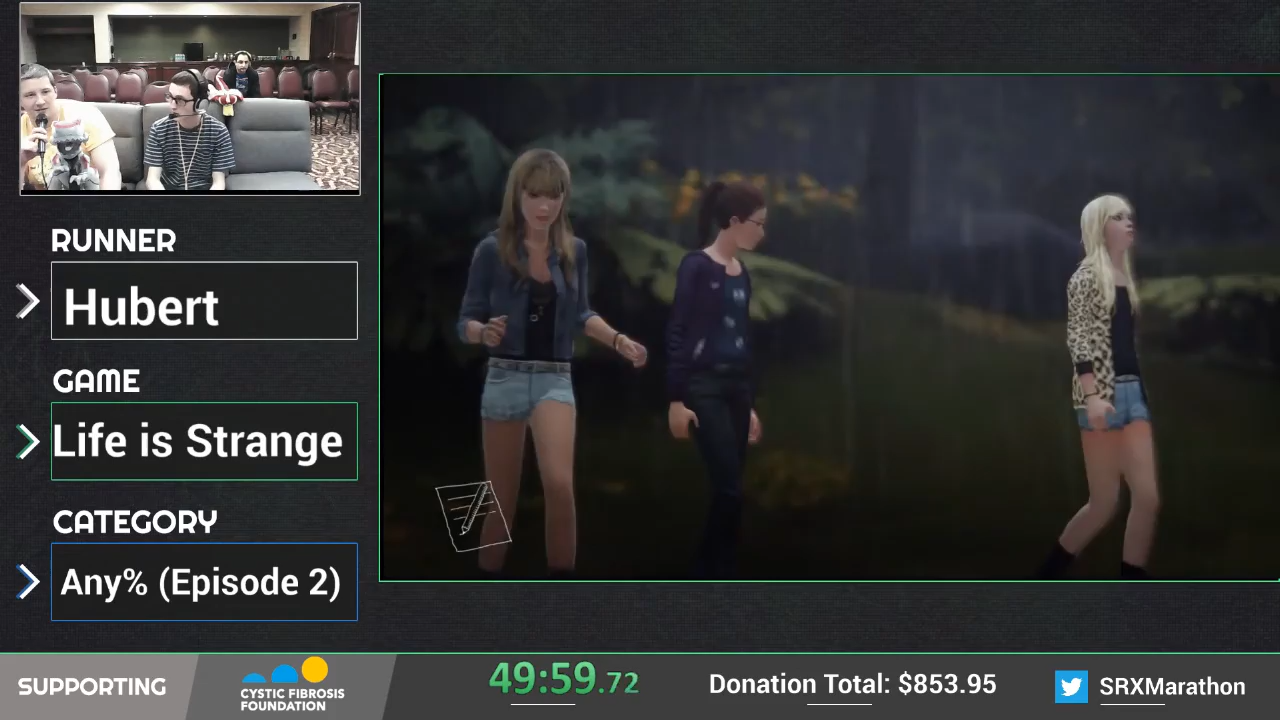 RUNNER
Hubert
GAME
Life is Strange
CATEGORY
Any% (Episode 2)
SUPPORTING
CYSTIC FIBROSIS
FOUNDATION
49:59.72
Donation Total: $853.95
SRXMarathon